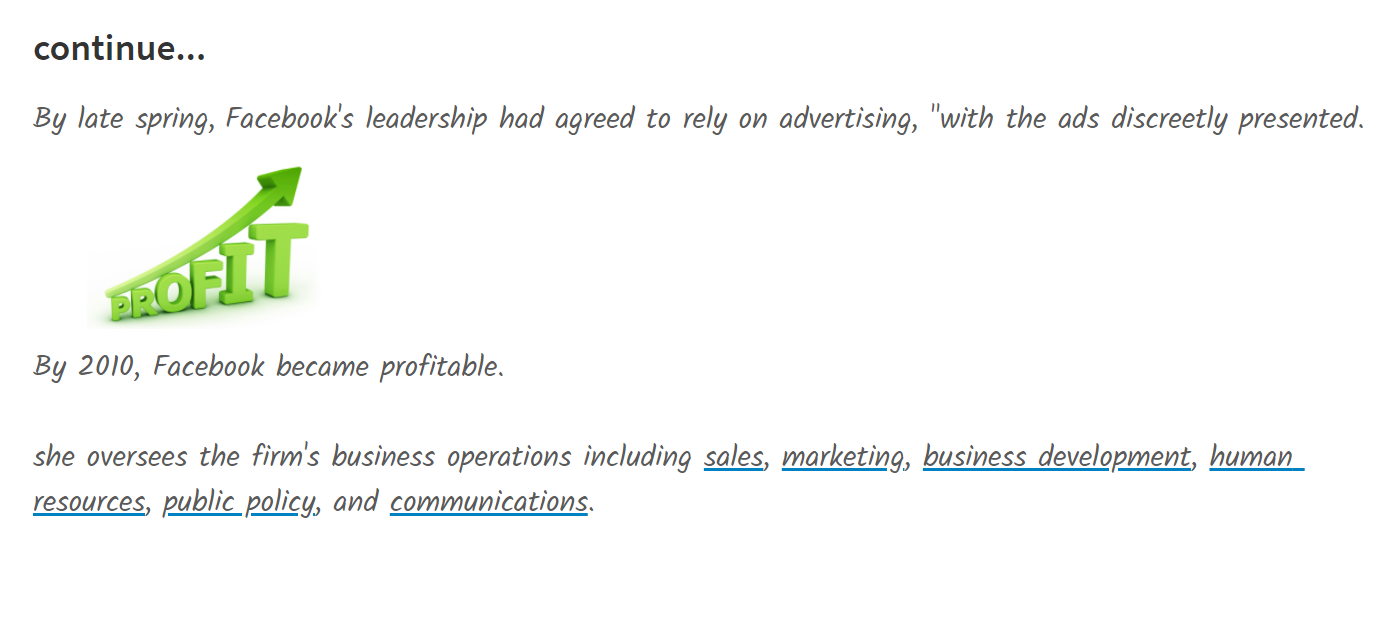 continue...
By late spring, Facebook's leadership had agreed to rely on advertising, "with the ads discreetly presented.
PROFIT
By 2010, Facebook became profitable.
she oversees the firm's business operations including sales, marketing, business development, human
resources, public policy, and communications.